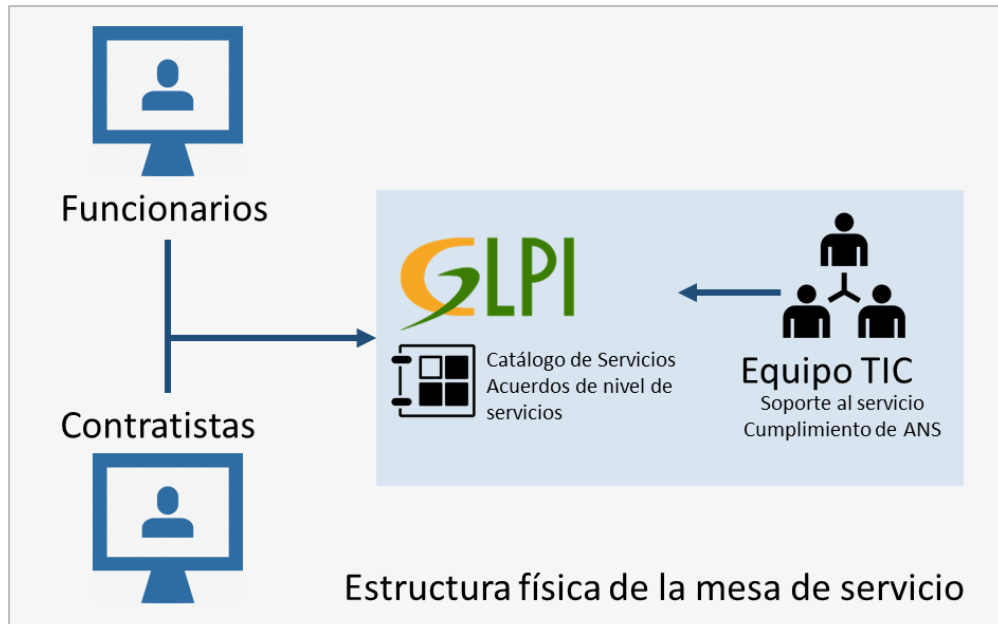 Funcionarios
GLPI
Catálogo de Servicios
Acuerdos de nivel de
servicios
Equipo TIC
Soporte al servicio
Cumplimiento de ANS
Contratistas
Estructura física de la mesa de servicio